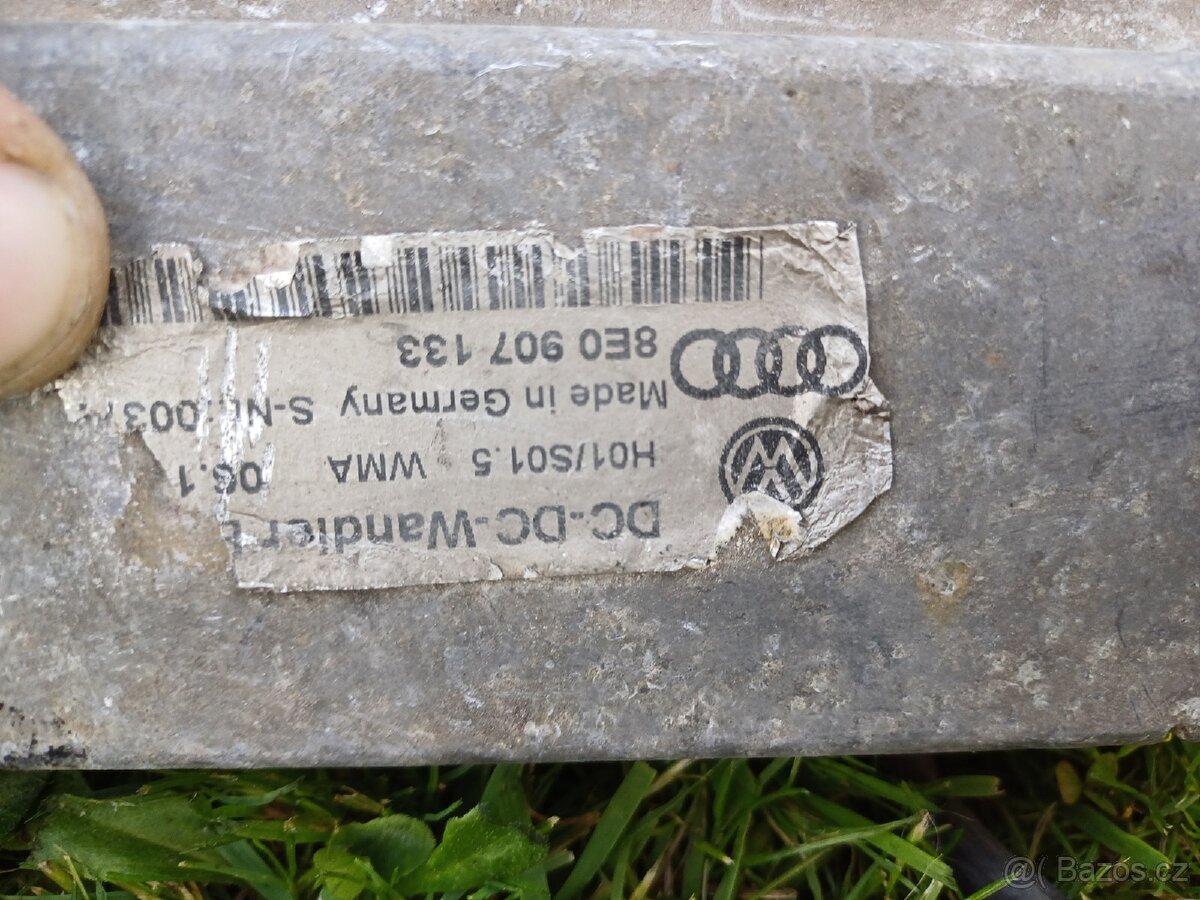 DC-DC-Wandler
H01/S01.5 WMA 06.1
Made in Germany S-Nr.:003
8E0 907 133
Bazos.cz